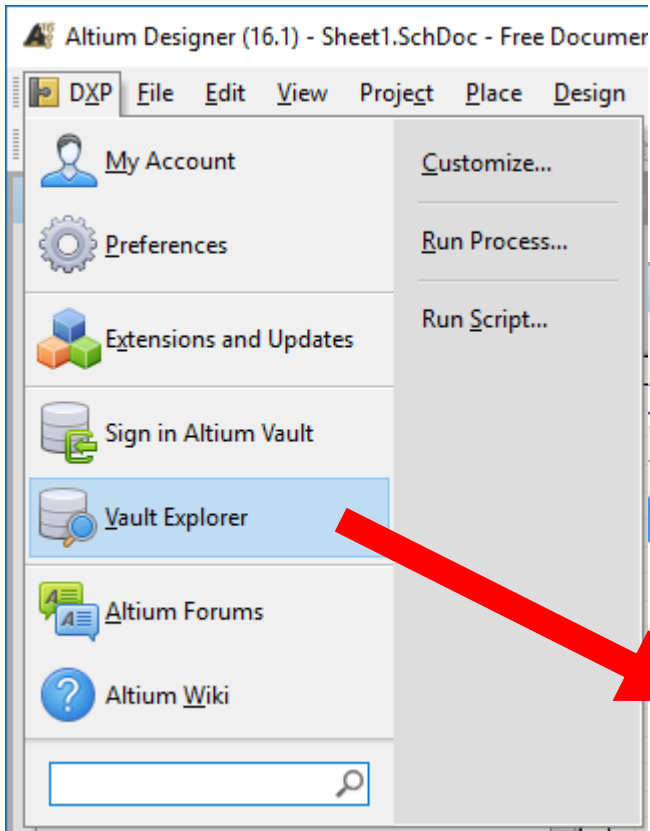 Altium Designer (16.1) - Sheet1.SchDoc - Free Documen
DXP File Edit View Project Place Design
My Account
Preferences
Extensions and Updates
Sign in Altium Vault
Vault Explorer
Altium Forums
Altium Wiki
Customize...
Run Process...
Run Script...